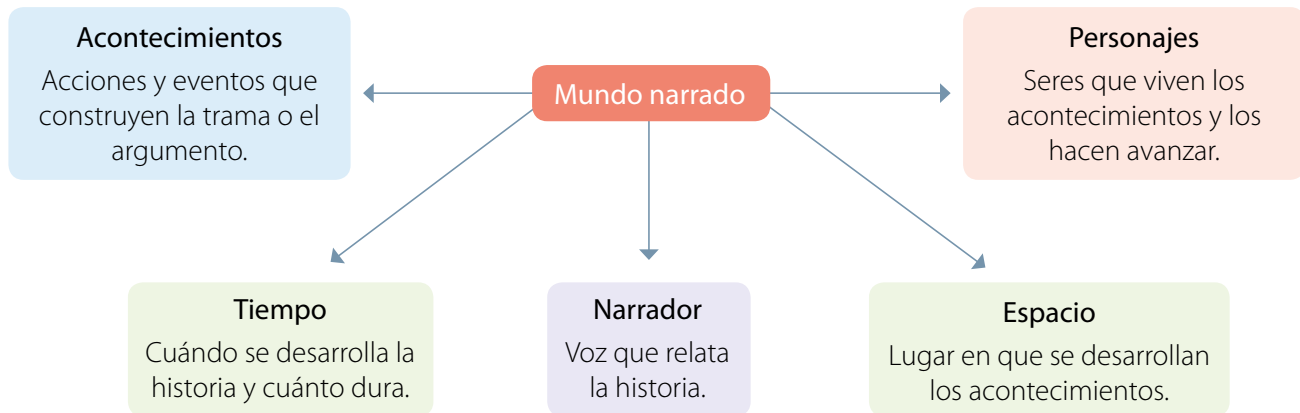 Acontecimientos
Acciones y eventos que
construyen la trama o el
argumento.
Mundo narrado
Personajes
Seres que viven los
acontecimientos y los
hacen avanzar.
Tiempo
Cuándo se desarrolla la
historia y cuánto dura.
Narrador
Voz que relata
la historia.
Espacio
Lugar en que se desarrollan
los acontecimientos.